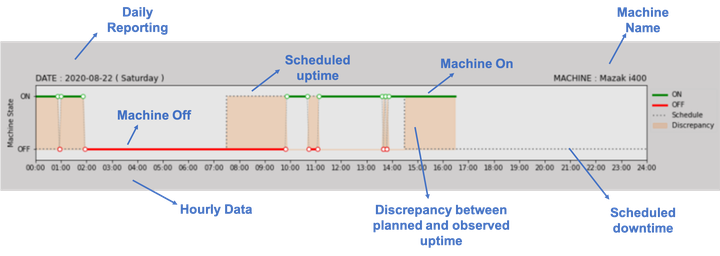 Daily
Reporting
Machine
Name
Scheduled
uptime
Machine On
DATE : 2020-08-22 ( Saturday )
MACHINE : Mazak i400
ON
Machine Off
Machine State
OFF
ON
OFF
Schedule
Discrepancy
00:00 01:00 02:00 03:00 04:00 05:00 06:00 07:00 08:00 09:00 10:00 11:00 12:00 13:00 14:00 15:00 16:00 17:00 18:00 19:00 20:00 21:00 22:00 23:00 24:00
Hourly Data
Discrepancy between
planned and observed
uptime
Scheduled
downtime